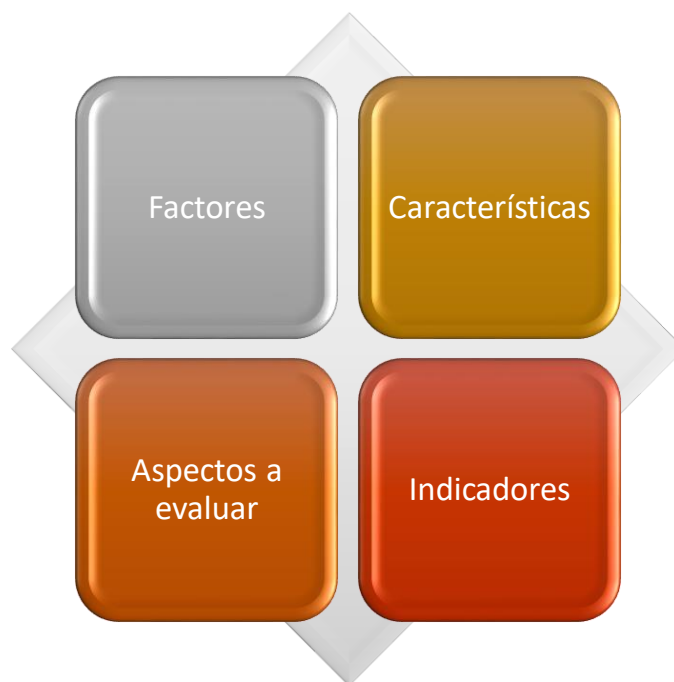 Factores
Características
Aspectos a
evaluar
Indicadores